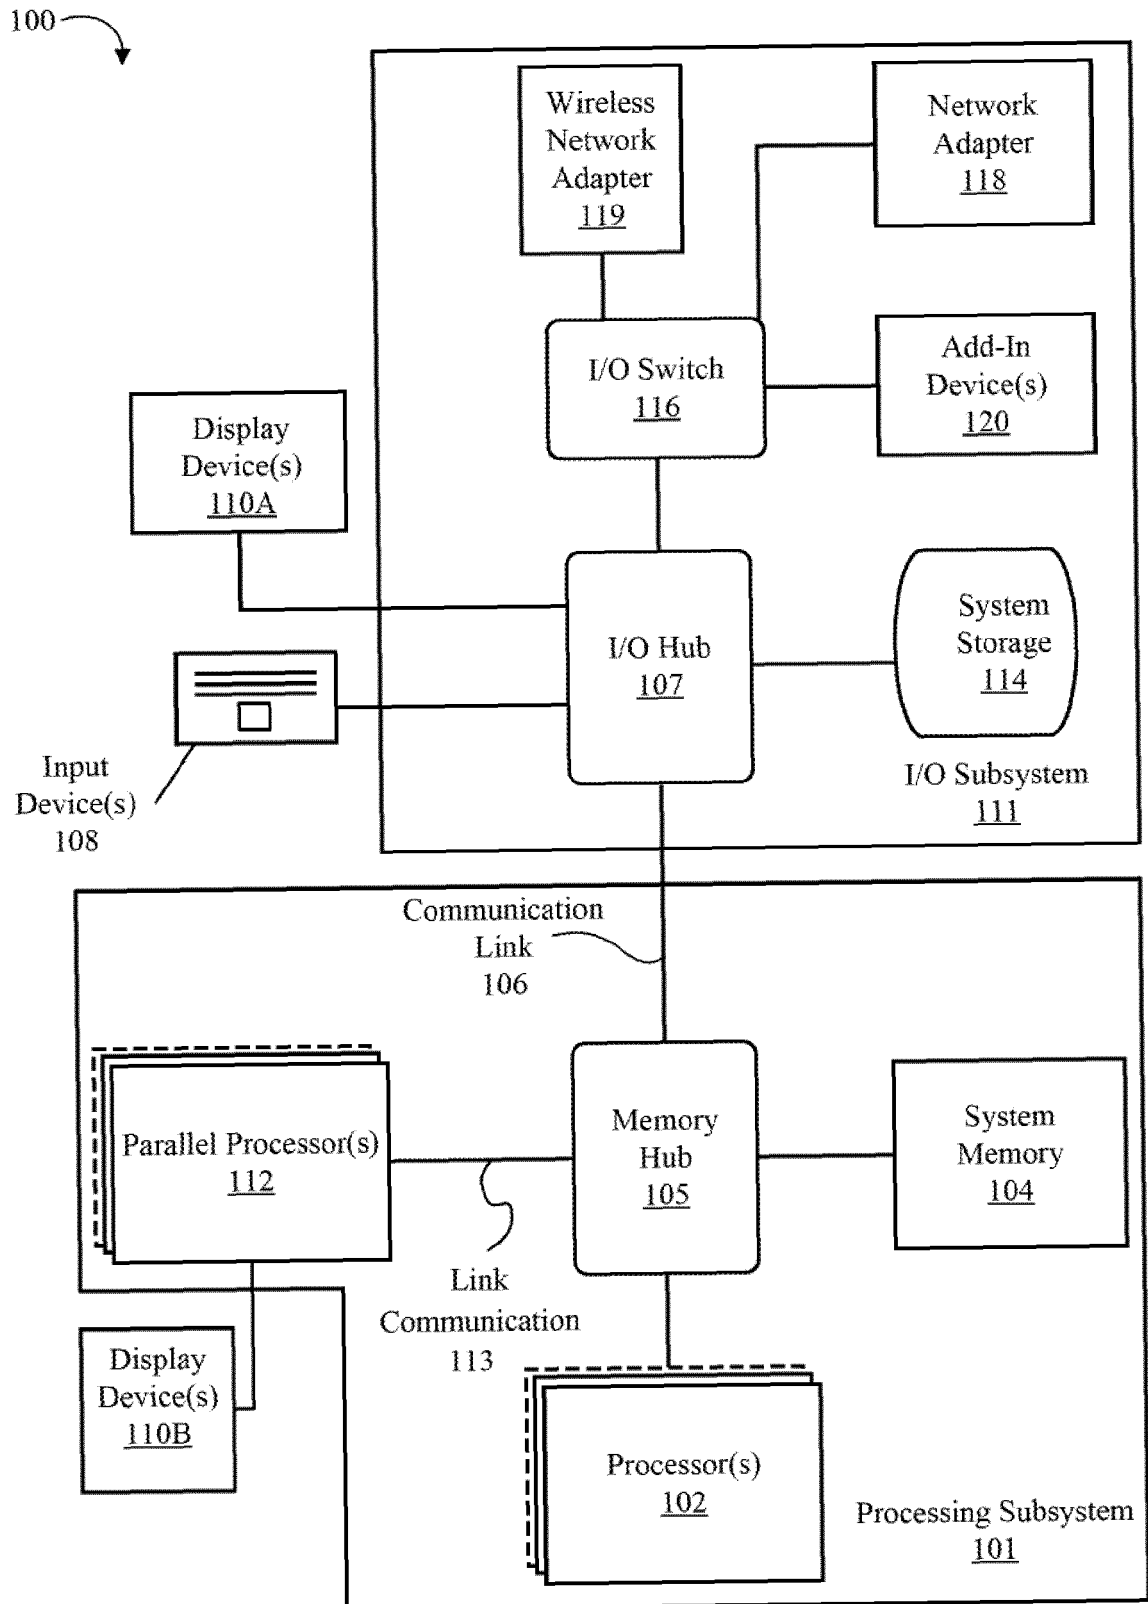 100
Wireless
Network
Adapter
119
Network
Adapter
118
I/O Switch
116
Add-In
Device(s)
120
Display
Device(s)
110A
I/O Hub
107
System
Storage
114
Input
Device(s)
108
I/O Subsystem
111
Communication
Link
106
Parallel Processor(s)
112
Memory
Hub
105
System
Memory
104
Link
Communication
113
Display
Device(s)
110B
Processor(s)
102
Processing Subsystem
101